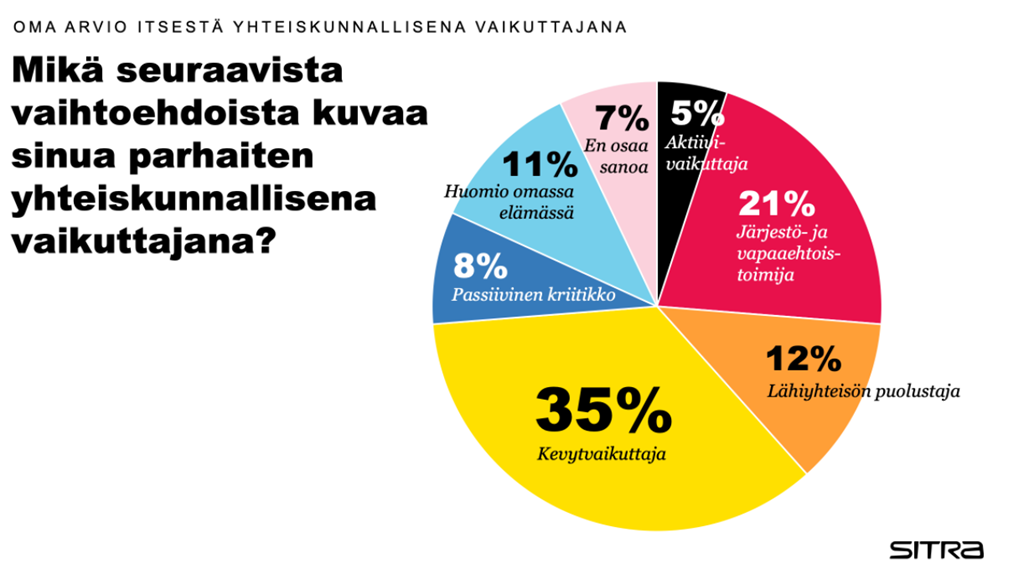 OMA ARVIO ITSESTÄ YHTEISKUNNALLISENA VAIKUTTAJANA
Mikä seuraavista
vaihtoehdoista kuvaa
sinua parhaiten
yhteiskunnallisena
vaikuttajana?
5%
Aktiivi-
vaikuttaja
21%
Järjestö- ja
vapaaehtois-
toimija
12%
Lähiyhteisön puolustaja
35%
Kevytvaikuttaja
8%
Passiivinen kriitikko
11%
Huomio omassa
elämässä
7%
En osaa
sanoa
SITRA